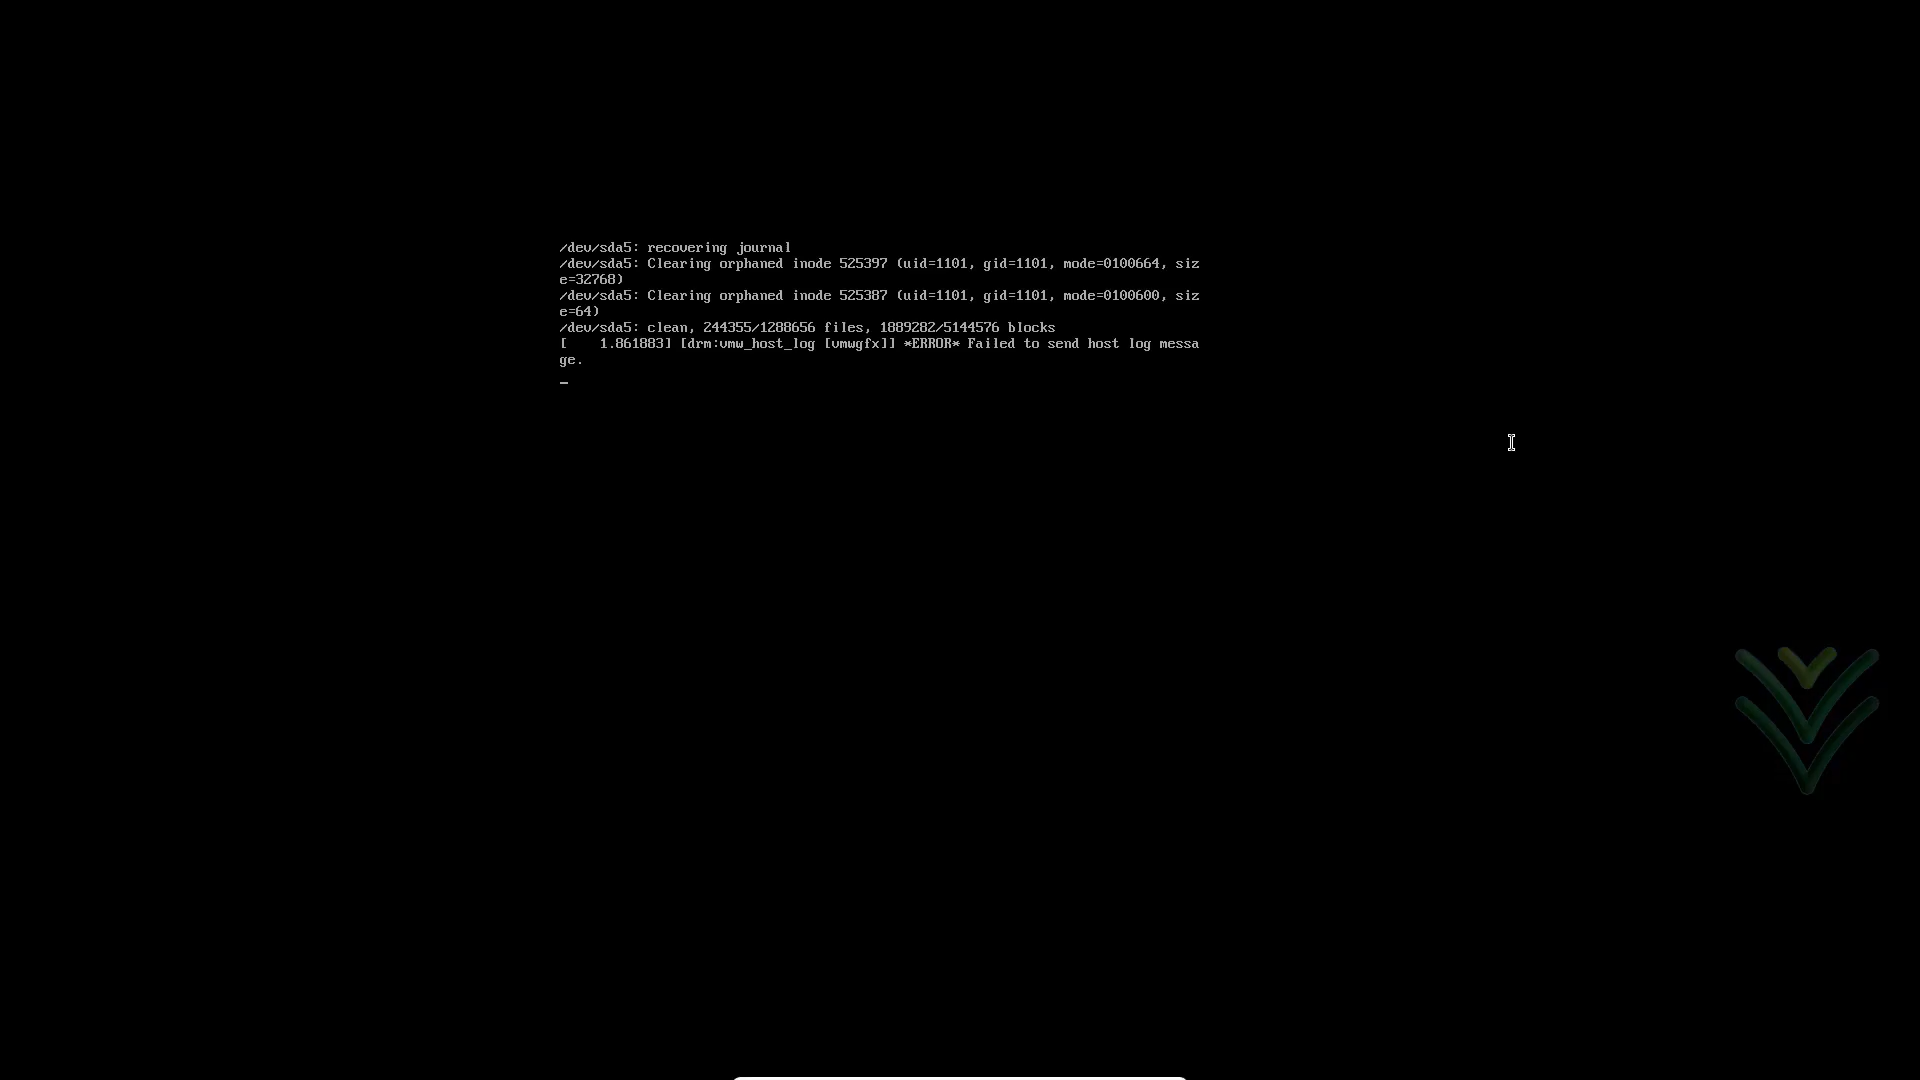 /dev/sda5: recovering journal
/dev/sda5: Clearing orphaned inode 525397 (uid=1101, gid=1101, mode=0100664, siz
e=32768)
/dev/sda5: Clearing orphaned inode 525387 (uid=1101, gid=1101, mode=0100600, siz
e=64)
/dev/sda5: clean, 244355/1288656 files, 1889282/5144576 blocks
[    1.861883] [drm:vmw_host_log [vmwgfx]] *ERROR* Failed to send host log messa
ge.
_